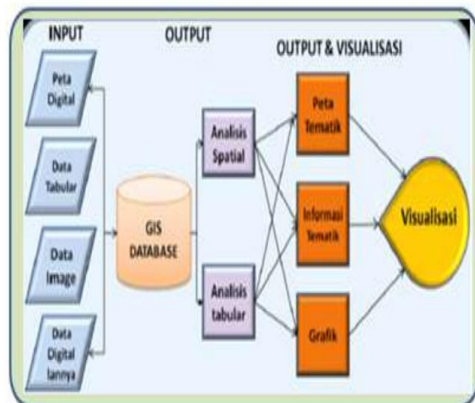 INPUT
OUTPUT
OUTPUT & VISUALISASI
Peta
Digital
Data
Tabular
Data
Image
Data
Digital
lannya
GIS
DATABASE
Analisis
Spatial
Analisis
tabular
Peta
Tematik
Informasi
Tematik
Grafik
Visualisasi